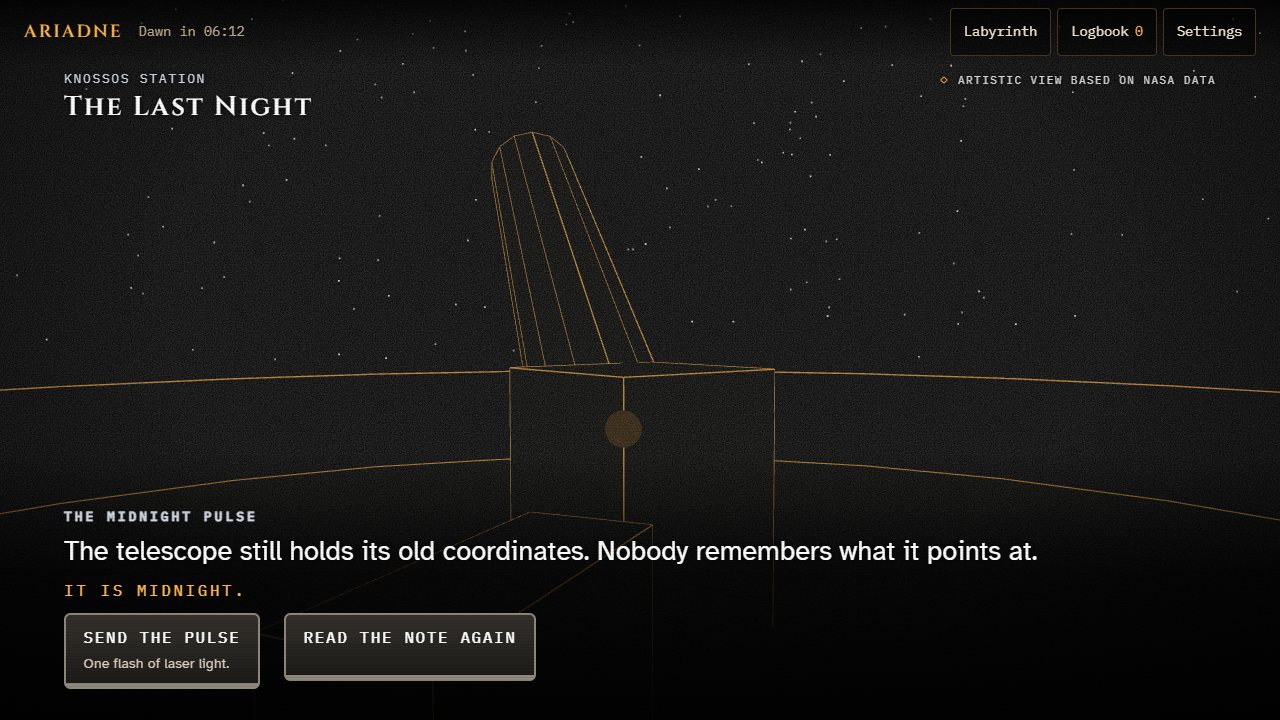 ARIADNE Dawn in 06:12
Labyrinth Logbook 0 Settings
KNOSSOS STATION
The Last Night
◇ ARTISTIC VIEW BASED ON NASA DATA
THE MIDNIGHT PULSE
The telescope still holds its old coordinates. Nobody remembers what it points at.
IT IS MIDNIGHT.
SEND THE PULSE
One flash of laser light.
READ THE NOTE AGAIN